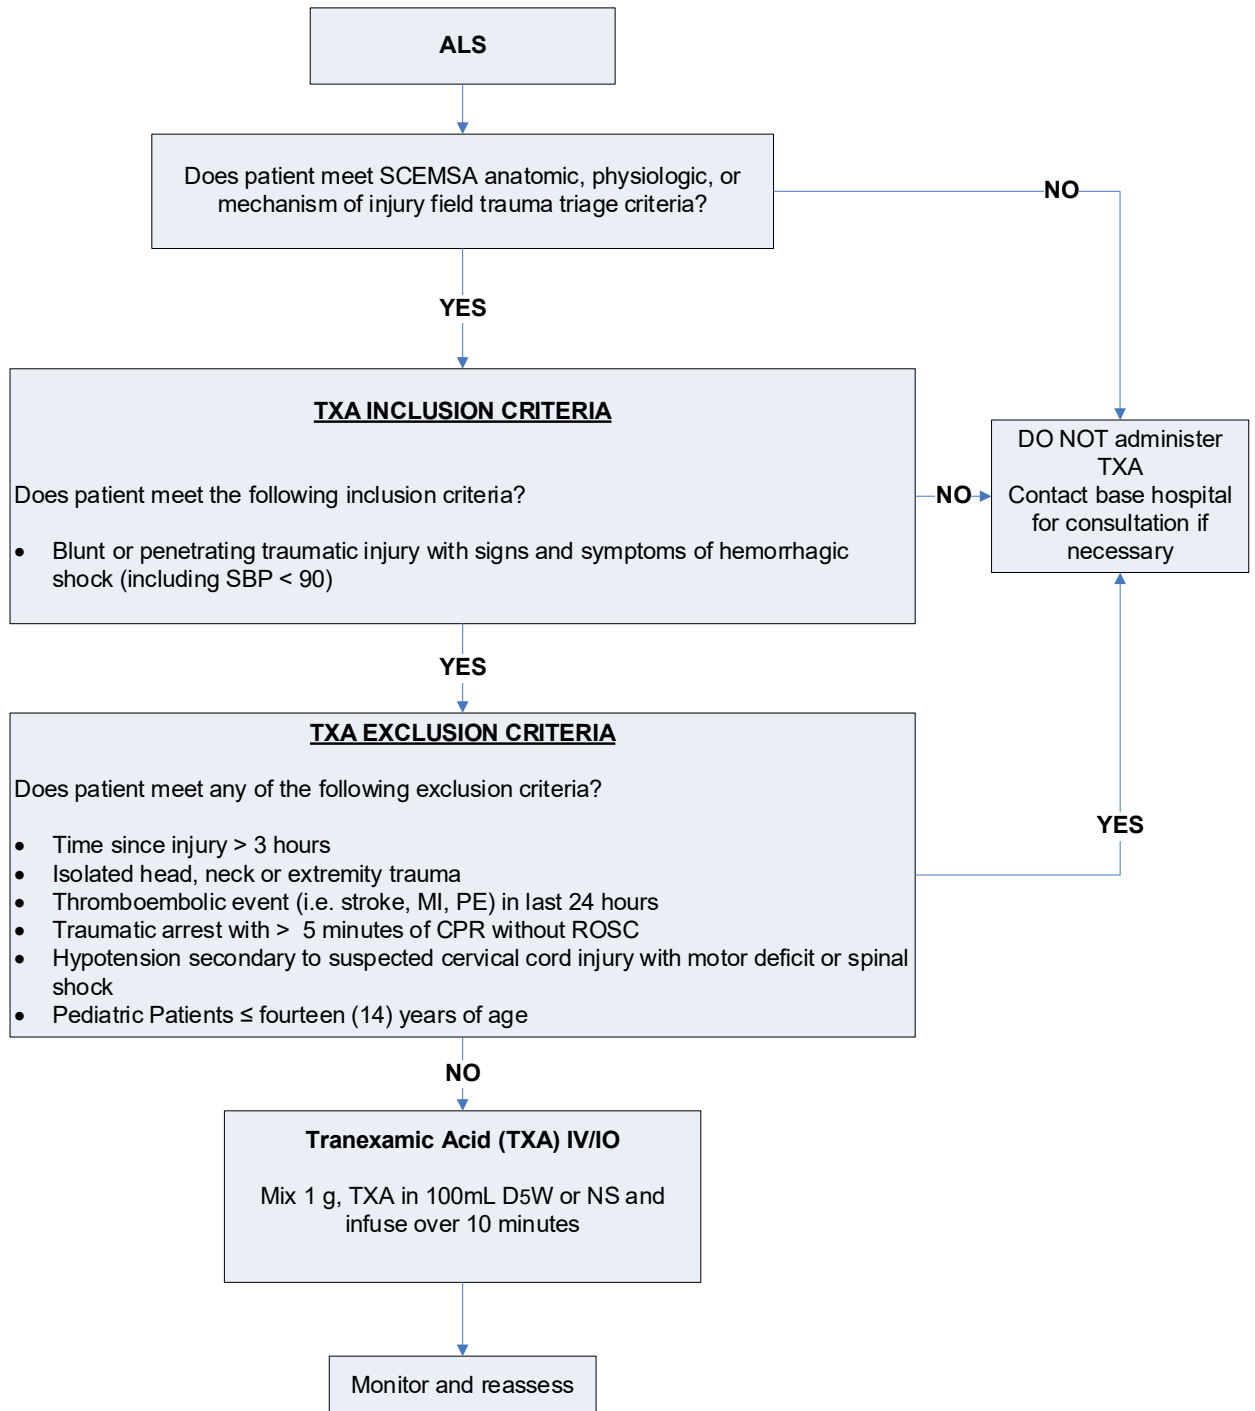 ALS
Does patient meet SCEMSA anatomic, physiologic, or
mechanism of injury field trauma triage criteria?
NO
YES
TXA INCLUSION CRITERIA
Does patient meet the following inclusion criteria?
• Blunt or penetrating traumatic injury with signs and symptoms of hemorrhagic
shock (including SBP < 90)
NO
DO NOT administer
TXA
Contact base hospital
for consultation if
necessary
YES
TXA EXCLUSION CRITERIA
Does patient meet any of the following exclusion criteria?
• Time since injury > 3 hours
• Isolated head, neck or extremity trauma
• Thromboembolic event (i.e. stroke, MI, PE) in last 24 hours
• Traumatic arrest with > 5 minutes of CPR without ROSC
• Hypotension secondary to suspected cervical cord injury with motor deficit or spinal
shock
• Pediatric Patients ≤ fourteen (14) years of age
YES
NO
Tranexamic Acid (TXA) IV/IO
Mix 1 g, TXA in 100mL D5W or NS and
infuse over 10 minutes
Monitor and reassess